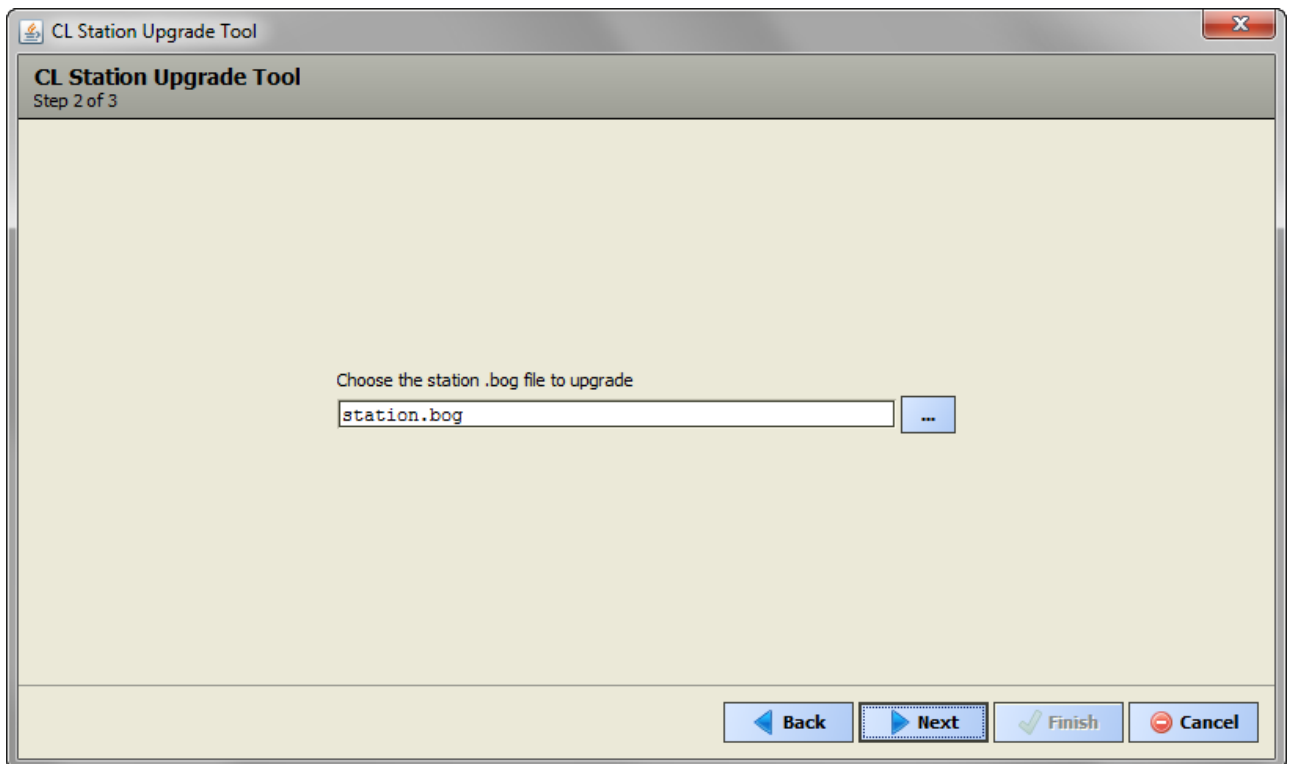 CL Station Upgrade Tool
X
CL Station Upgrade Tool
Step 2 of 3
Choose the station .bog file to upgrade
station.bog
...
Back
Next
Finish
Cancel